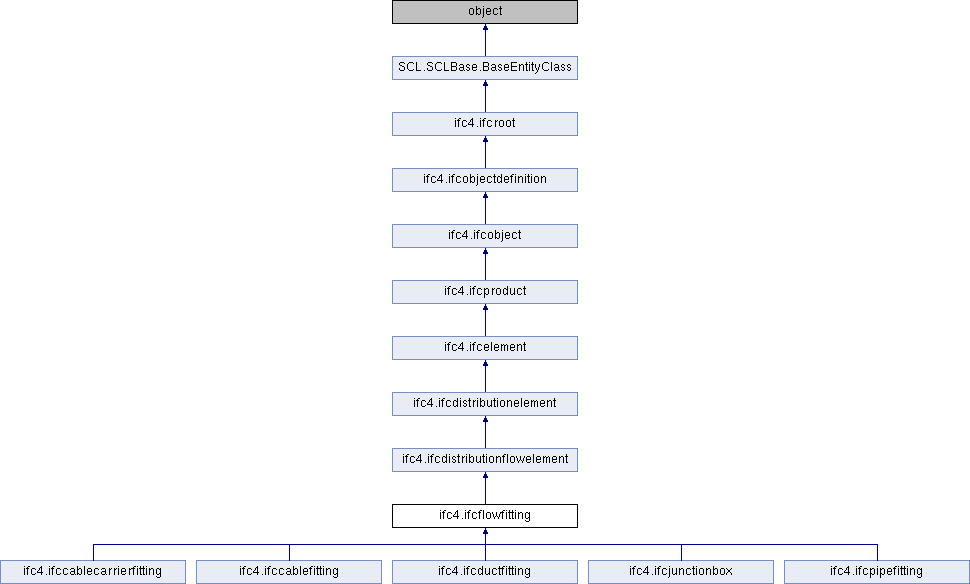 object
SCL.SCLBase.BaseEntityClass
ifc4.ifcroot
ifc4.ifcobjectdefinition
ifc4.ifcobject
ifc4.ifcproduct
ifc4.ifcelement
ifc4.ifcdistributionelement
ifc4.ifcdistributionflowelement
ifc4.ifcflowfitting
ifc4.ifccablecarrierfitting
ifc4.ifccablefitting
ifc4.ifcductfitting
ifc4.ifcjunctionbox
ifc4.ifcpipefitting